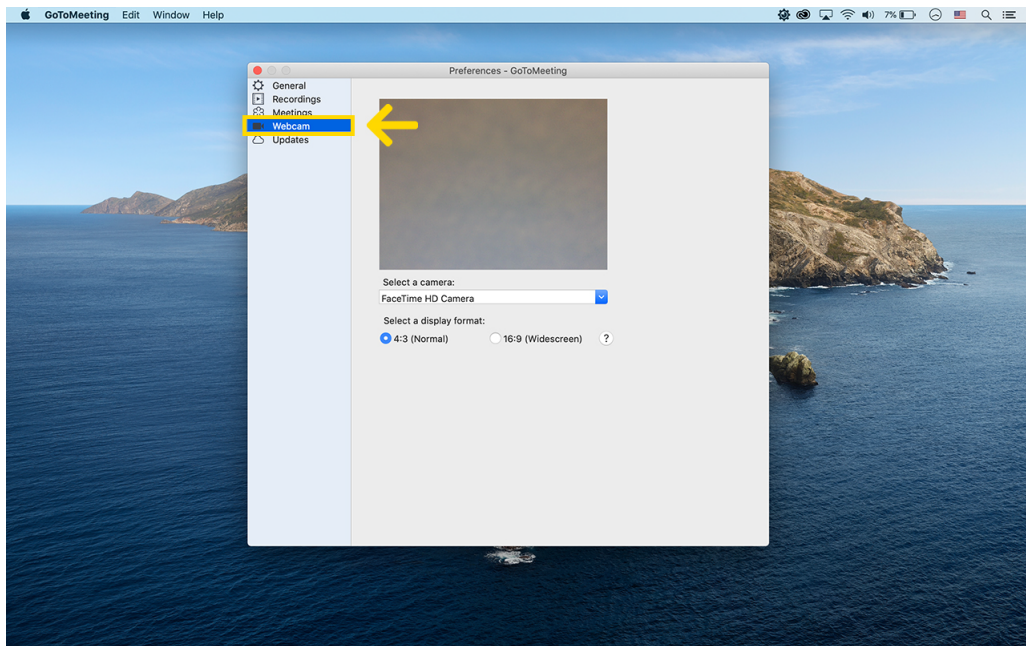 GoToMeeting Edit Window Help 7%
Preferences - GoToMeeting
General
Recordings
Meetings
Webcam
Updates
Select a camera:
FaceTime HD Camera
Select a display format:
4:3 (Normal) 16:9 (Widescreen) ?